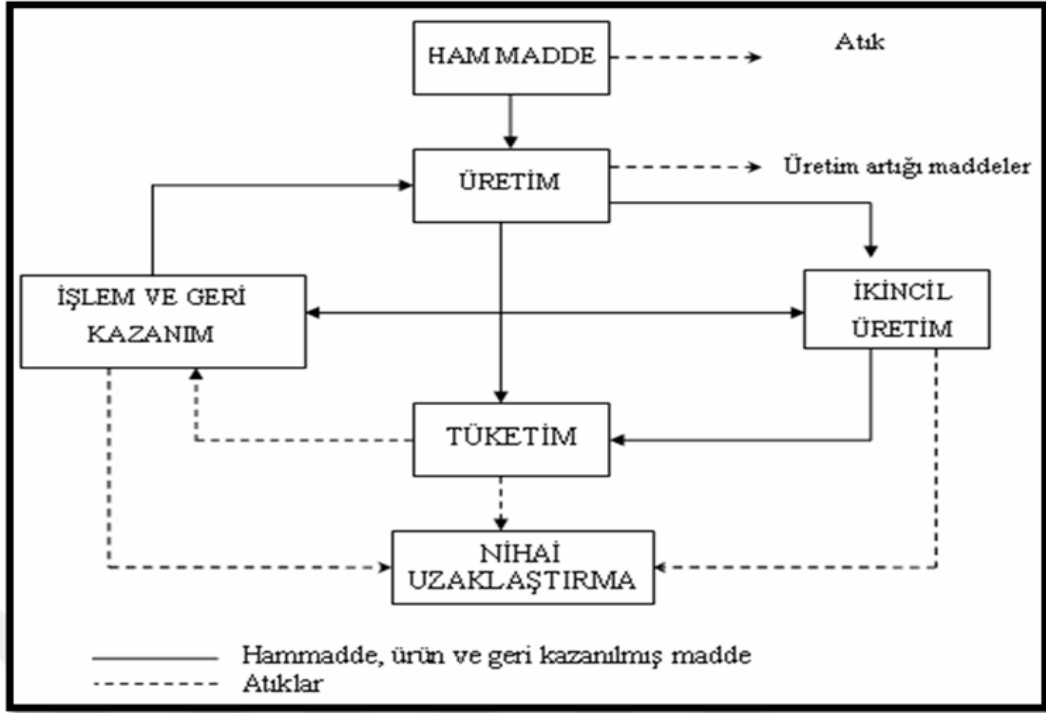 HAM MADDE
Atık
ÜRETİM
Üretim artığı maddeler
İŞLEM VE GERİ
KAZANIM
İKİNCİL
ÜRETİM
TÜKETİM
NİHAİ
UZAKLAŞTIRMA
Hammadde, ürün ve geri kazanılmış madde
Atıklar